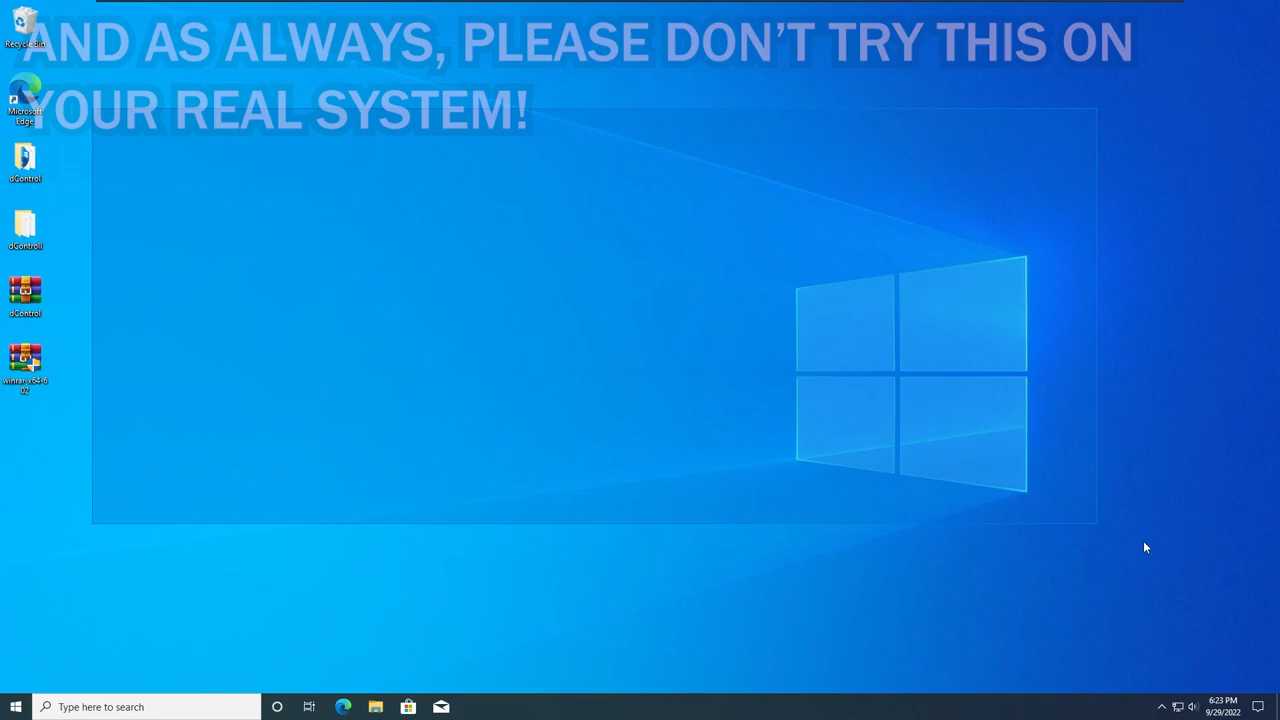 AND AS ALWAYS, PLEASE DON'T TRY THIS ON
YOUR REAL SYSTEM!
Recycle Bin
Microsoft
Edge
dControl
dControll
dControl
winrar-x64-6
02
Type here to search
6:23 PM
9/29/2022